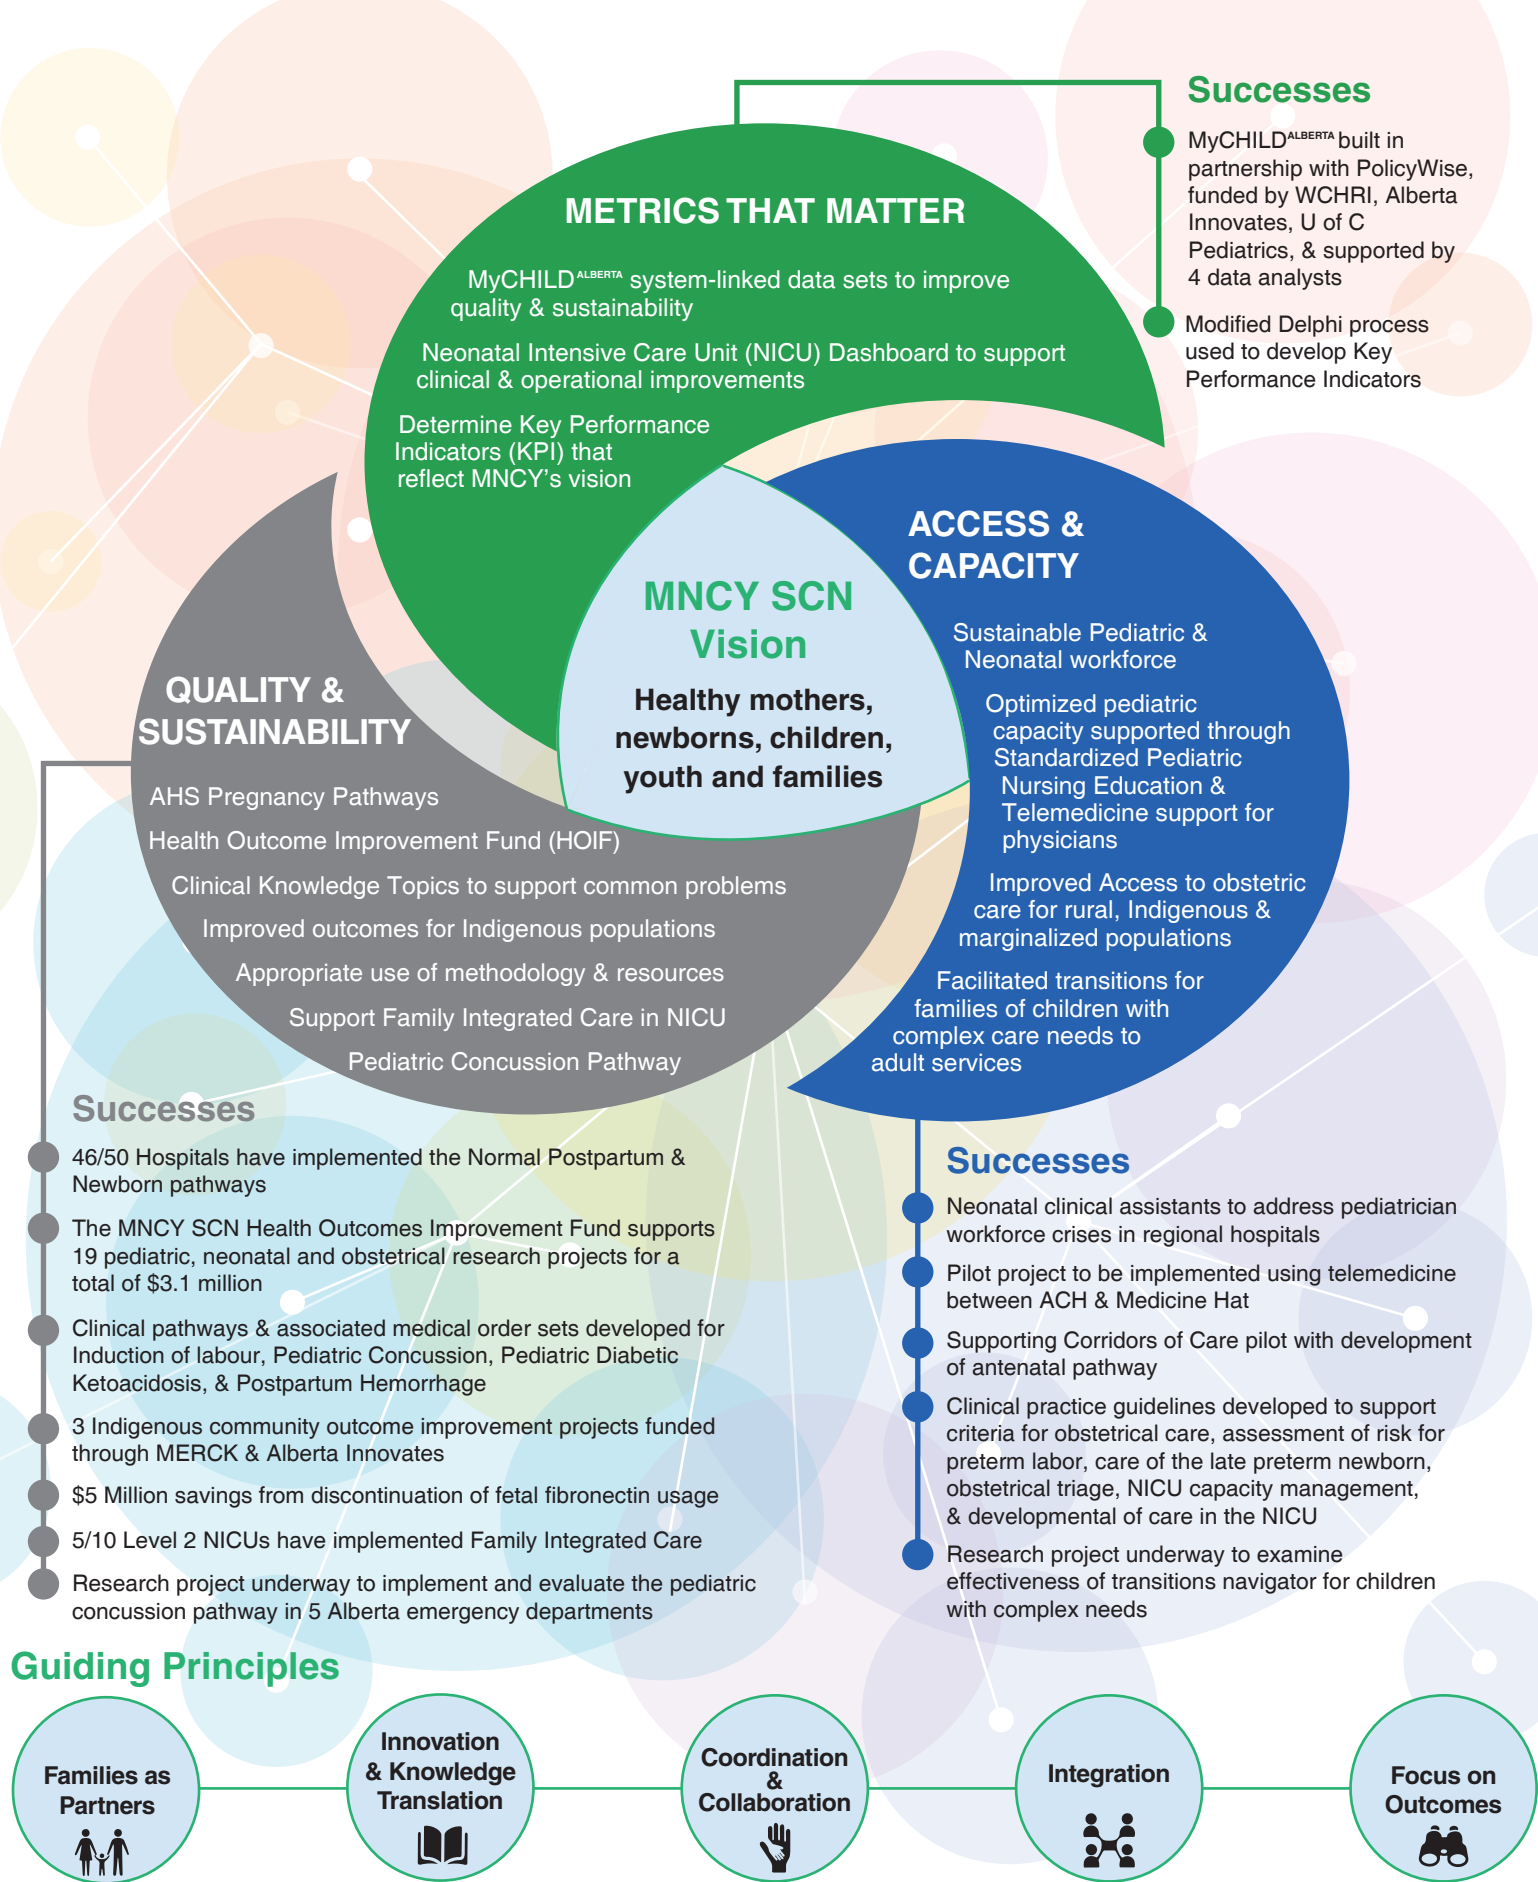 METRICS THAT MATTER
MyCHILDALBERTA system-linked data sets to improve
quality & sustainability
Neonatal Intensive Care Unit (NICU) Dashboard to support
clinical & operational improvements
Determine Key Performance
Indicators (KPI) that
reflect MNCY's vision
Successes
MyCHILDALBERTA built in
partnership with PolicyWise,
funded by WCHRI, Alberta
Innovates, U of C
Pediatrics, & supported by
4 data analysts
Modified Delphi process
used to develop Key
Performance Indicators
MNCY SCN
Vision
Healthy mothers,
newborns, children,
youth and families
ACCESS &
CAPACITY
Sustainable Pediatric &
Neonatal workforce
Optimized pediatric
capacity supported through
Standardized Pediatric
Nursing Education &
Telemedicine support for
physicians
Improved Access to obstetric
care for rural, Indigenous &
marginalized populations
Facilitated transitions for
families of children with
complex care needs to
adult services
QUALITY &
SUSTAINABILITY
AHS Pregnancy Pathways
Health Outcome Improvement Fund (HOIF)
Clinical Knowledge Topics to support common problems
Improved outcomes for Indigenous populations
Appropriate use of methodology & resources
Support Family Integrated Care in NICU
Pediatric Concussion Pathway
Successes
46/50 Hospitals have implemented the Normal Postpartum &
Newborn pathways
The MNCY SCN Health Outcomes Improvement Fund supports
19 pediatric, neonatal and obstetrical research projects for a
total of $3.1 million
Clinical pathways & associated medical order sets developed for
Induction of labour, Pediatric Concussion, Pediatric Diabetic
Ketoacidosis, & Postpartum Hemorrhage
3 Indigenous community outcome improvement projects funded
through MERCK & Alberta Innovates
$5 Million savings from discontinuation of fetal fibronectin usage
5/10 Level 2 NICUs have implemented Family Integrated Care
Research project underway to implement and evaluate the pediatric
concussion pathway in 5 Alberta emergency departments
Successes
Neonatal clinical assistants to address pediatrician
workforce crises in regional hospitals
Pilot project to be implemented using telemedicine
between ACH & Medicine Hat
Supporting Corridors of Care pilot with development
of antenatal pathway
Clinical practice guidelines developed to support
criteria for obstetrical care, assessment of risk for
preterm labor, care of the late preterm newborn,
obstetrical triage, NICU capacity management,
& developmental of care in the NICU
Research project underway to examine
effectiveness of transitions navigator for children
with complex needs
Guiding Principles
Families as
Partners
Innovation
& Knowledge
Translation
Coordination
&
Collaboration
Integration
Focus on
Outcomes